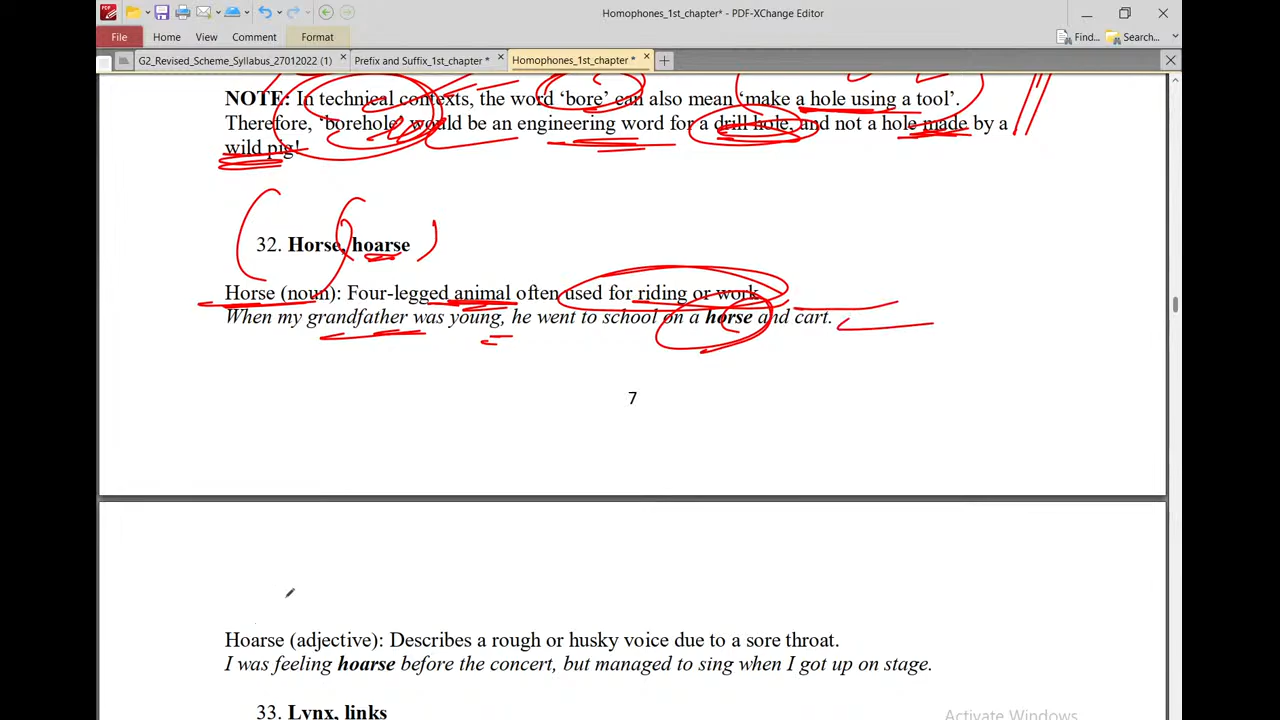 Homophones_1st_chapter* - PDF-XChange Editor
File Home View Comment Format Find... Search...
G2_Revised_Scheme_Syllabus_27012022 (1) Prefix and Suffix_1st_chapter * Homophones_1st_chapter *
NOTE: In technical contexts, the word ‘bore’ can also mean ‘make a hole using a tool’.
Therefore, ‘borehole’ would be an engineering word for a drill hole, and not a hole made by a
wild pig!
32. Horse, hoarse
Horse (noun): Four-legged animal often used for riding or work.
When my grandfather was young, he went to school on a horse and cart.
7
Hoarse (adjective): Describes a rough or husky voice due to a sore throat.
I was feeling hoarse before the concert, but managed to sing when I got up on stage.
33. Lynx, links
Activate Windows